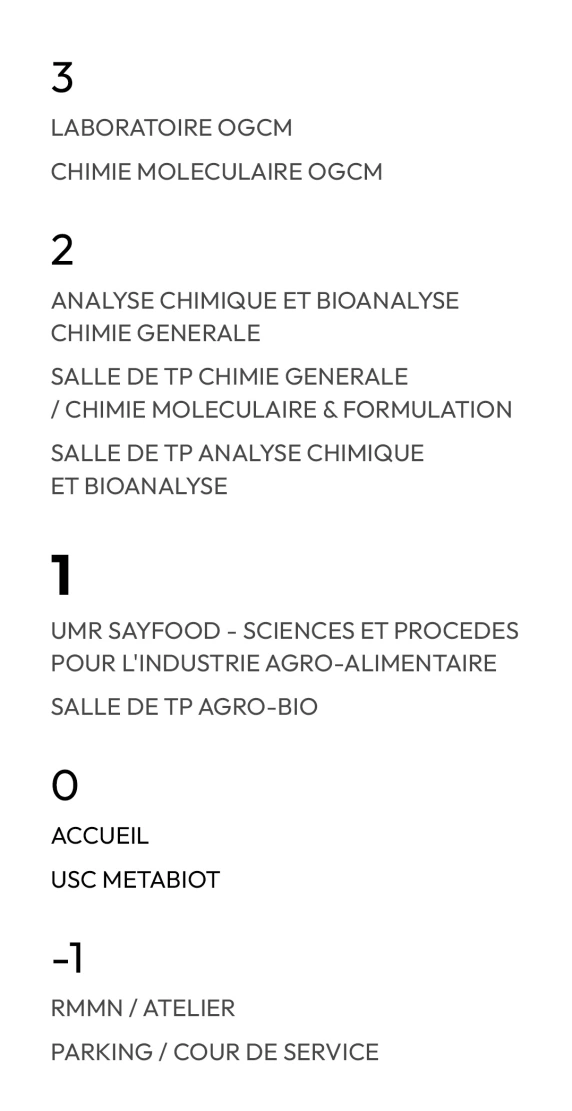 3
LABORATOIRE OGCM
CHIMIE MOLECULAIRE OGCM
2
ANALYSE CHIMIQUE ET BIOANALYSE
CHIMIE GENERALE
SALLE DE TP CHIMIE GENERALE
/ CHIMIE MOLECULAIRE & FORMULATION
SALLE DE TP ANALYSE CHIMIQUE
ET BIOANALYSE
1
UMR SAYFOOD - SCIENCES ET PROCEDES
POUR L'INDUSTRIE AGRO-ALIMENTAIRE
SALLE DE TP AGRO-BIO
0
ACCUEIL
USC METABIOT
-1
RMMN / ATELIER
PARKING / COUR DE SERVICE